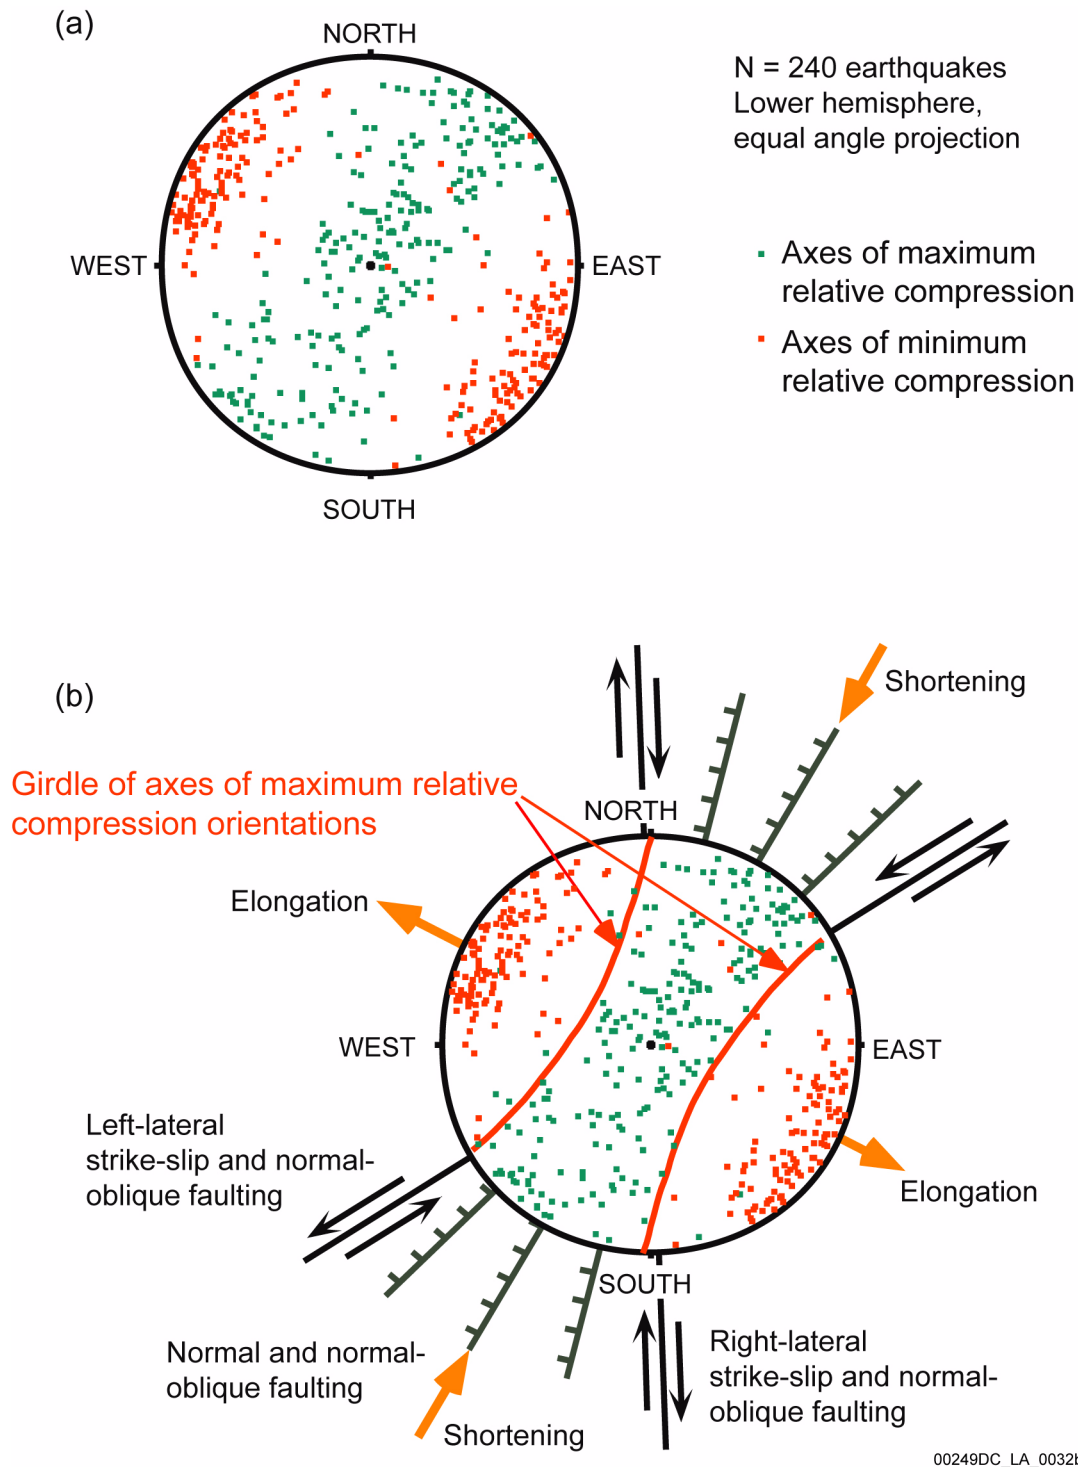 (a)
NORTH
N = 240 earthquakes
Lower hemisphere,
equal angle projection
WEST
EAST
Axes of maximum
relative compression
Axes of minimum
relative compression
SOUTH
(b)
Shortening
Girdle of axes of maximum relative
compression orientations
NORTH
Elongation
WEST
EAST
Left-lateral
strike-slip and normal-
oblique faulting
Elongation
SOUTH
Normal and normal-
oblique faulting
Right-lateral
strike-slip and normal-
oblique faulting
Shortening